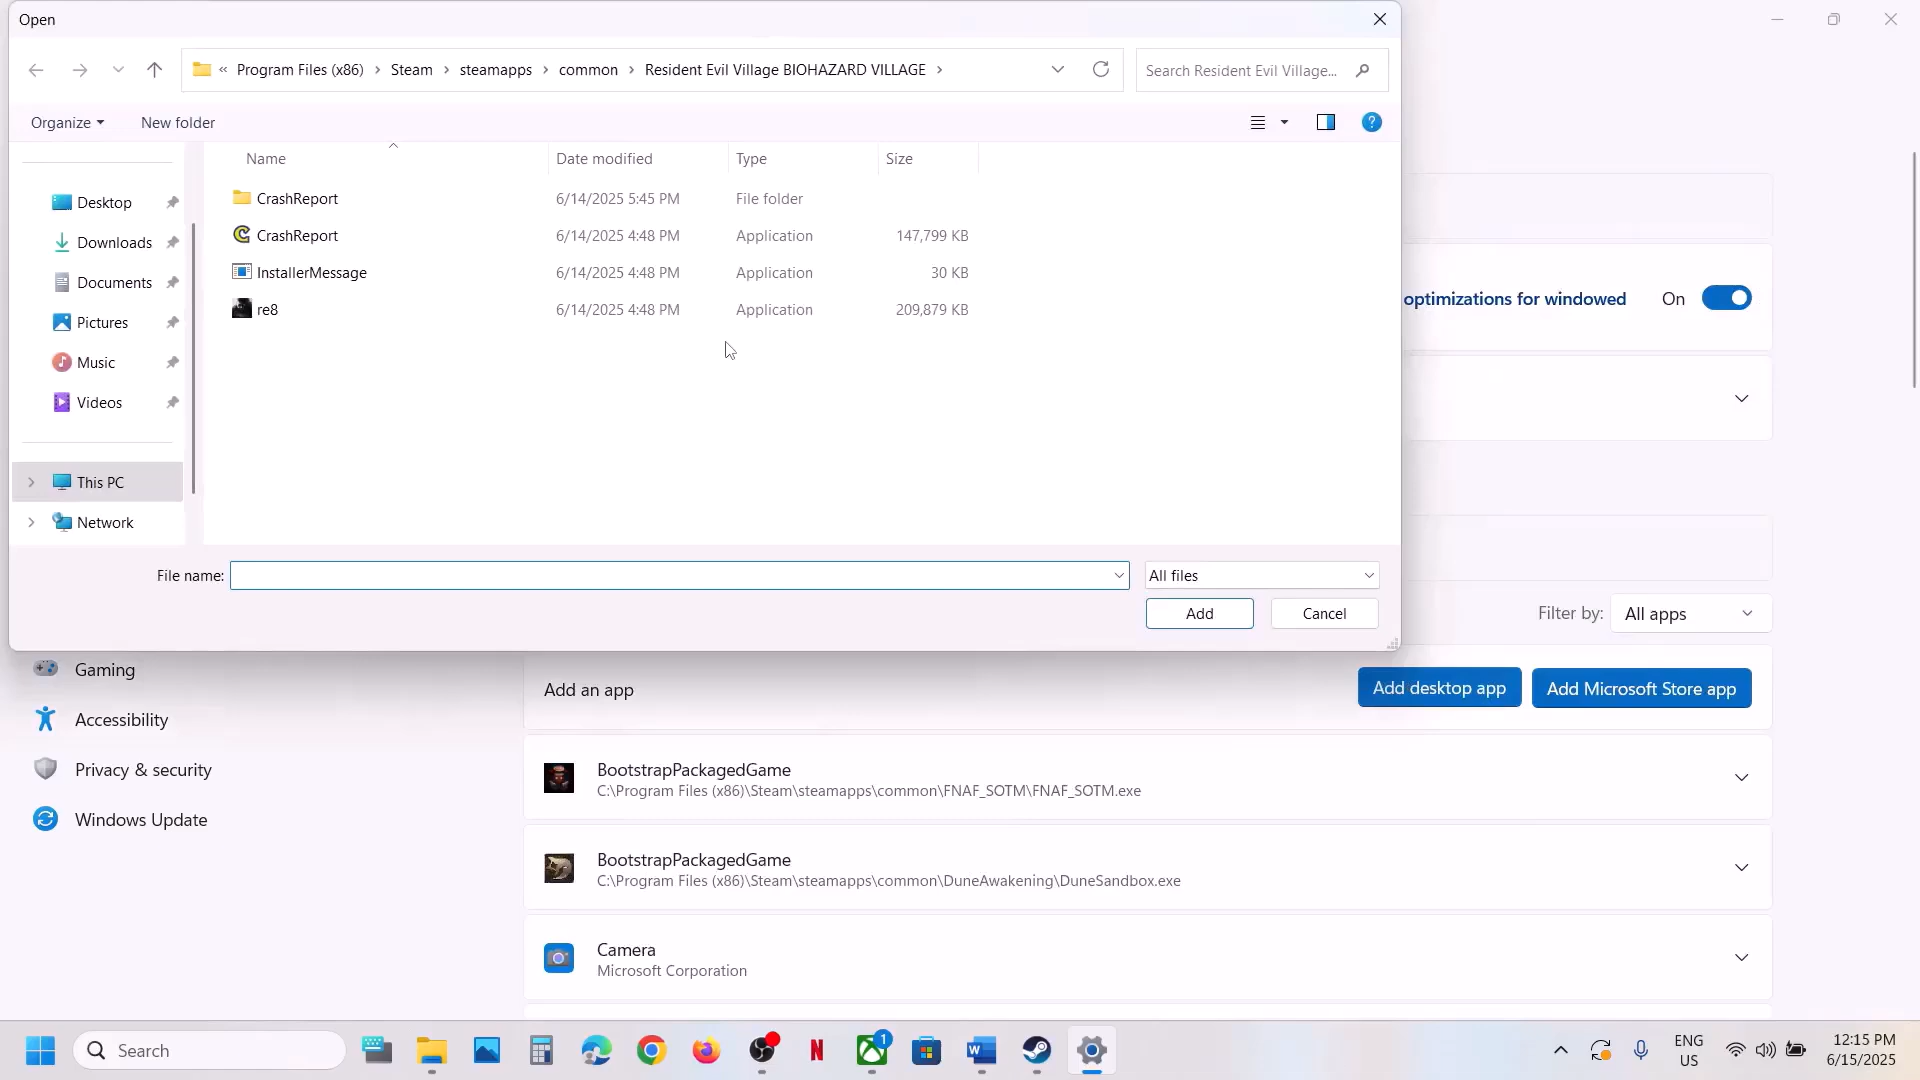 Open
« Program Files (x86) › Steam › steamapps › common › Resident Evil Village BIOHAZARD VILLAGE ›
Search Resident Evil Village...
Organize
New folder
Name
Date modified
Type
Size
CrashReport 6/14/2025 5:45 PM File folder
CrashReport 6/14/2025 4:48 PM Application 147,799 KB
InstallerMessage 6/14/2025 4:48 PM Application 30 KB
re8 6/14/2025 4:48 PM Application 209,879 KB
Desktop
Downloads
Documents
Pictures
Music
Videos
This PC
Network
File name:
All files
Add
Cancel
optimizations for windowed
On
Filter by:
All apps
Gaming
Accessibility
Privacy & security
Windows Update
Add an app
Add desktop app
Add Microsoft Store app
BootstrapPackagedGame
C:\Program Files (x86)\Steam\steamapps\common\FNAF_SOTM\FNAF_SOTM.exe
BootstrapPackagedGame
C:\Program Files (x86)\Steam\steamapps\common\DuneAwakening\DuneSandbox.exe
Camera
Microsoft Corporation
Search
1
ENG
US
12:15 PM
6/15/2025